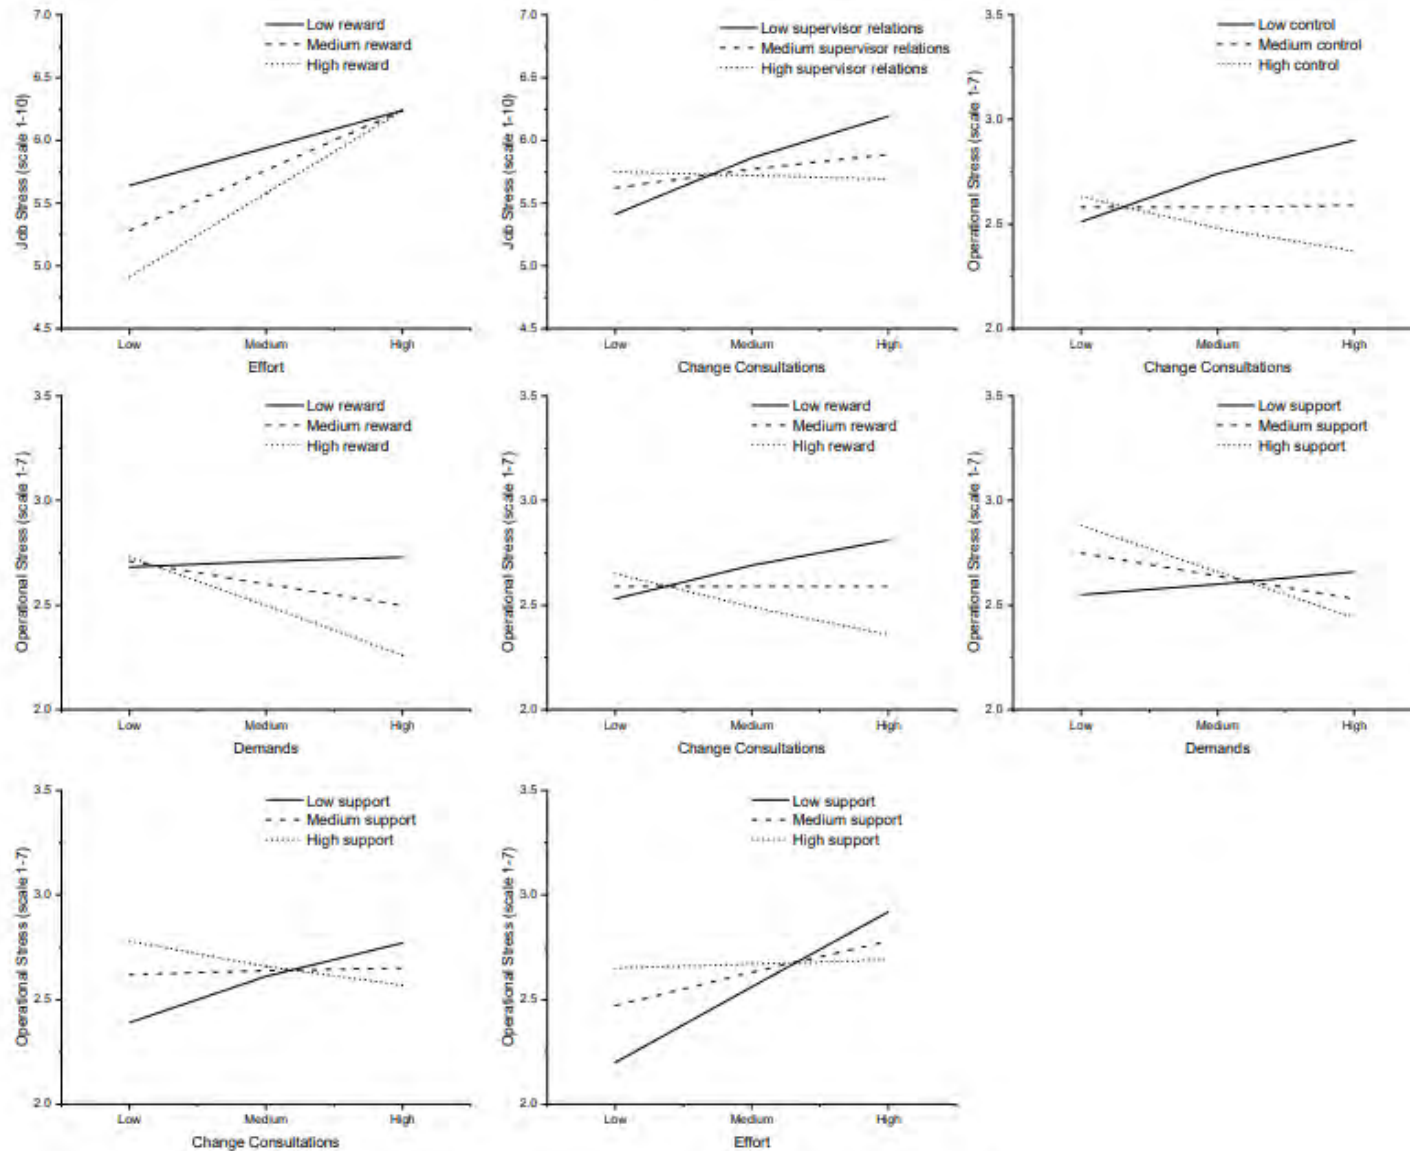 7.0
6.5
6.0
5.5
5.0
4.5
Job Stress (scale 1-10)
Low reward
Medium reward
High reward
Low
Medium
High
Effort
7.0
6.5
6.0
5.5
5.0
4.5
Job Stress (scale 1-10)
Low supervisor relations
Medium supervisor relations
High supervisor relations
Low
Medium
High
Change Consultations
3.5
3.0
2.5
2.0
Operational Stress (scale 1-7)
Low control
Medium control
High control
Low
Medium
High
Change Consultations
3.5
3.0
2.5
2.0
Operational Stress (scale 1-7)
Low reward
Medium reward
High reward
Low
Medium
High
Demands
3.5
3.0
2.5
2.0
Operational Stress (scale 1-7)
Low reward
Medium reward
High reward
Low
Medium
High
Change Consultations
3.5
3.0
2.5
2.0
Operational Stress (scale 1-7)
Low support
Medium support
High support
Low
Medium
High
Demands
3.5
3.0
2.5
2.0
Operational Stress (scale 1-7)
Low support
Medium support
High support
Low
Medium
High
Change Consultations
3.5
3.0
2.5
2.0
Operational Stress (scale 1-7)
Low support
Medium support
High support
Low
Medium
High
Effort